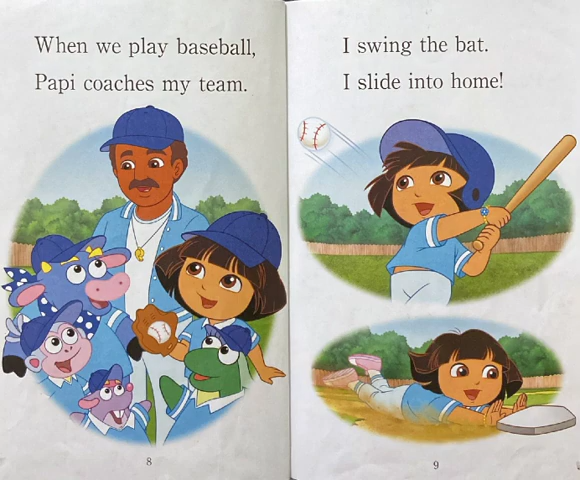 When we play baseball,
Papi coaches my team.
8
I swing the bat.
I slide into home!
9